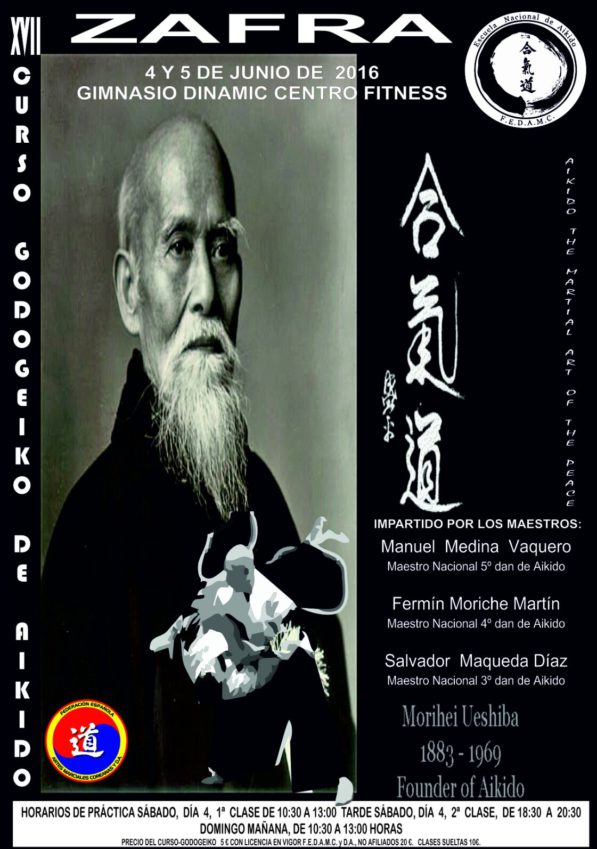 XVII CURSO GODOGEIKO DE AIKIDO
ZAFRA
4 Y 5 DE JUNIO DE 2016
GIMNASIO DINAMIC CENTRO FITNESS
Escuela Nacional de Aikido
合氣道
F.E.D.A.M.C.
合氣道
AIKIDO THE MARTIAL ART OF THE PEACE
IMPARTIDO POR LOS MAESTROS:
Manuel Medina Vaquero
Maestro Nacional 5º dan de Aikido
Fermín Moriche Martín
Maestro Nacional 4º dan de Aikido
Salvador Maqueda Díaz
Maestro Nacional 3º dan de Aikido
Morihei Ueshiba
1883 - 1969
Founder of Aikido
FEDERACIÓN ESPAÑOLA
道
HORARIOS DE PRÁCTICA SÁBADO, DÍA 4, 1ª CLASE DE 10:30 A 13:00 TARDE SÁBADO, DÍA 4, 2ª CLASE, DE 18:30 A 20:30
DOMINGO MAÑANA, DE 10:30 A 13:00 HORAS
PRECIO DEL CURSO-GODOGEIKO 5 € CON LICENCIA EN VIGOR F.E.D.A.M.C. y D.A., NO AFILIADOS 20 €. CLASES SUELTAS 10€.